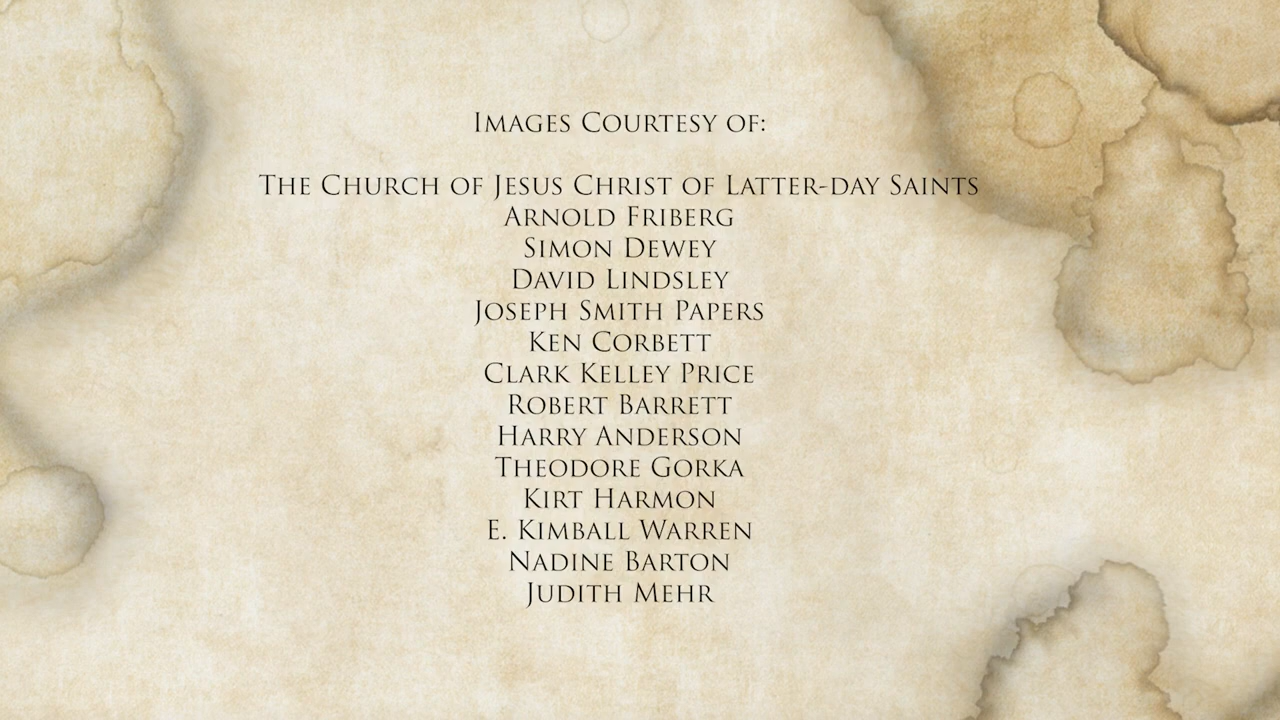 Images Courtesy of:
The Church of Jesus Christ of Latter-day Saints
Arnold Friberg
Simon Dewey
David Lindsley
Joseph Smith Papers
Ken Corbett
Clark Kelley Price
Robert Barrett
Harry Anderson
Theodore Gorka
Kirt Harmon
E. Kimball Warren
Nadine Barton
Judith Mehr